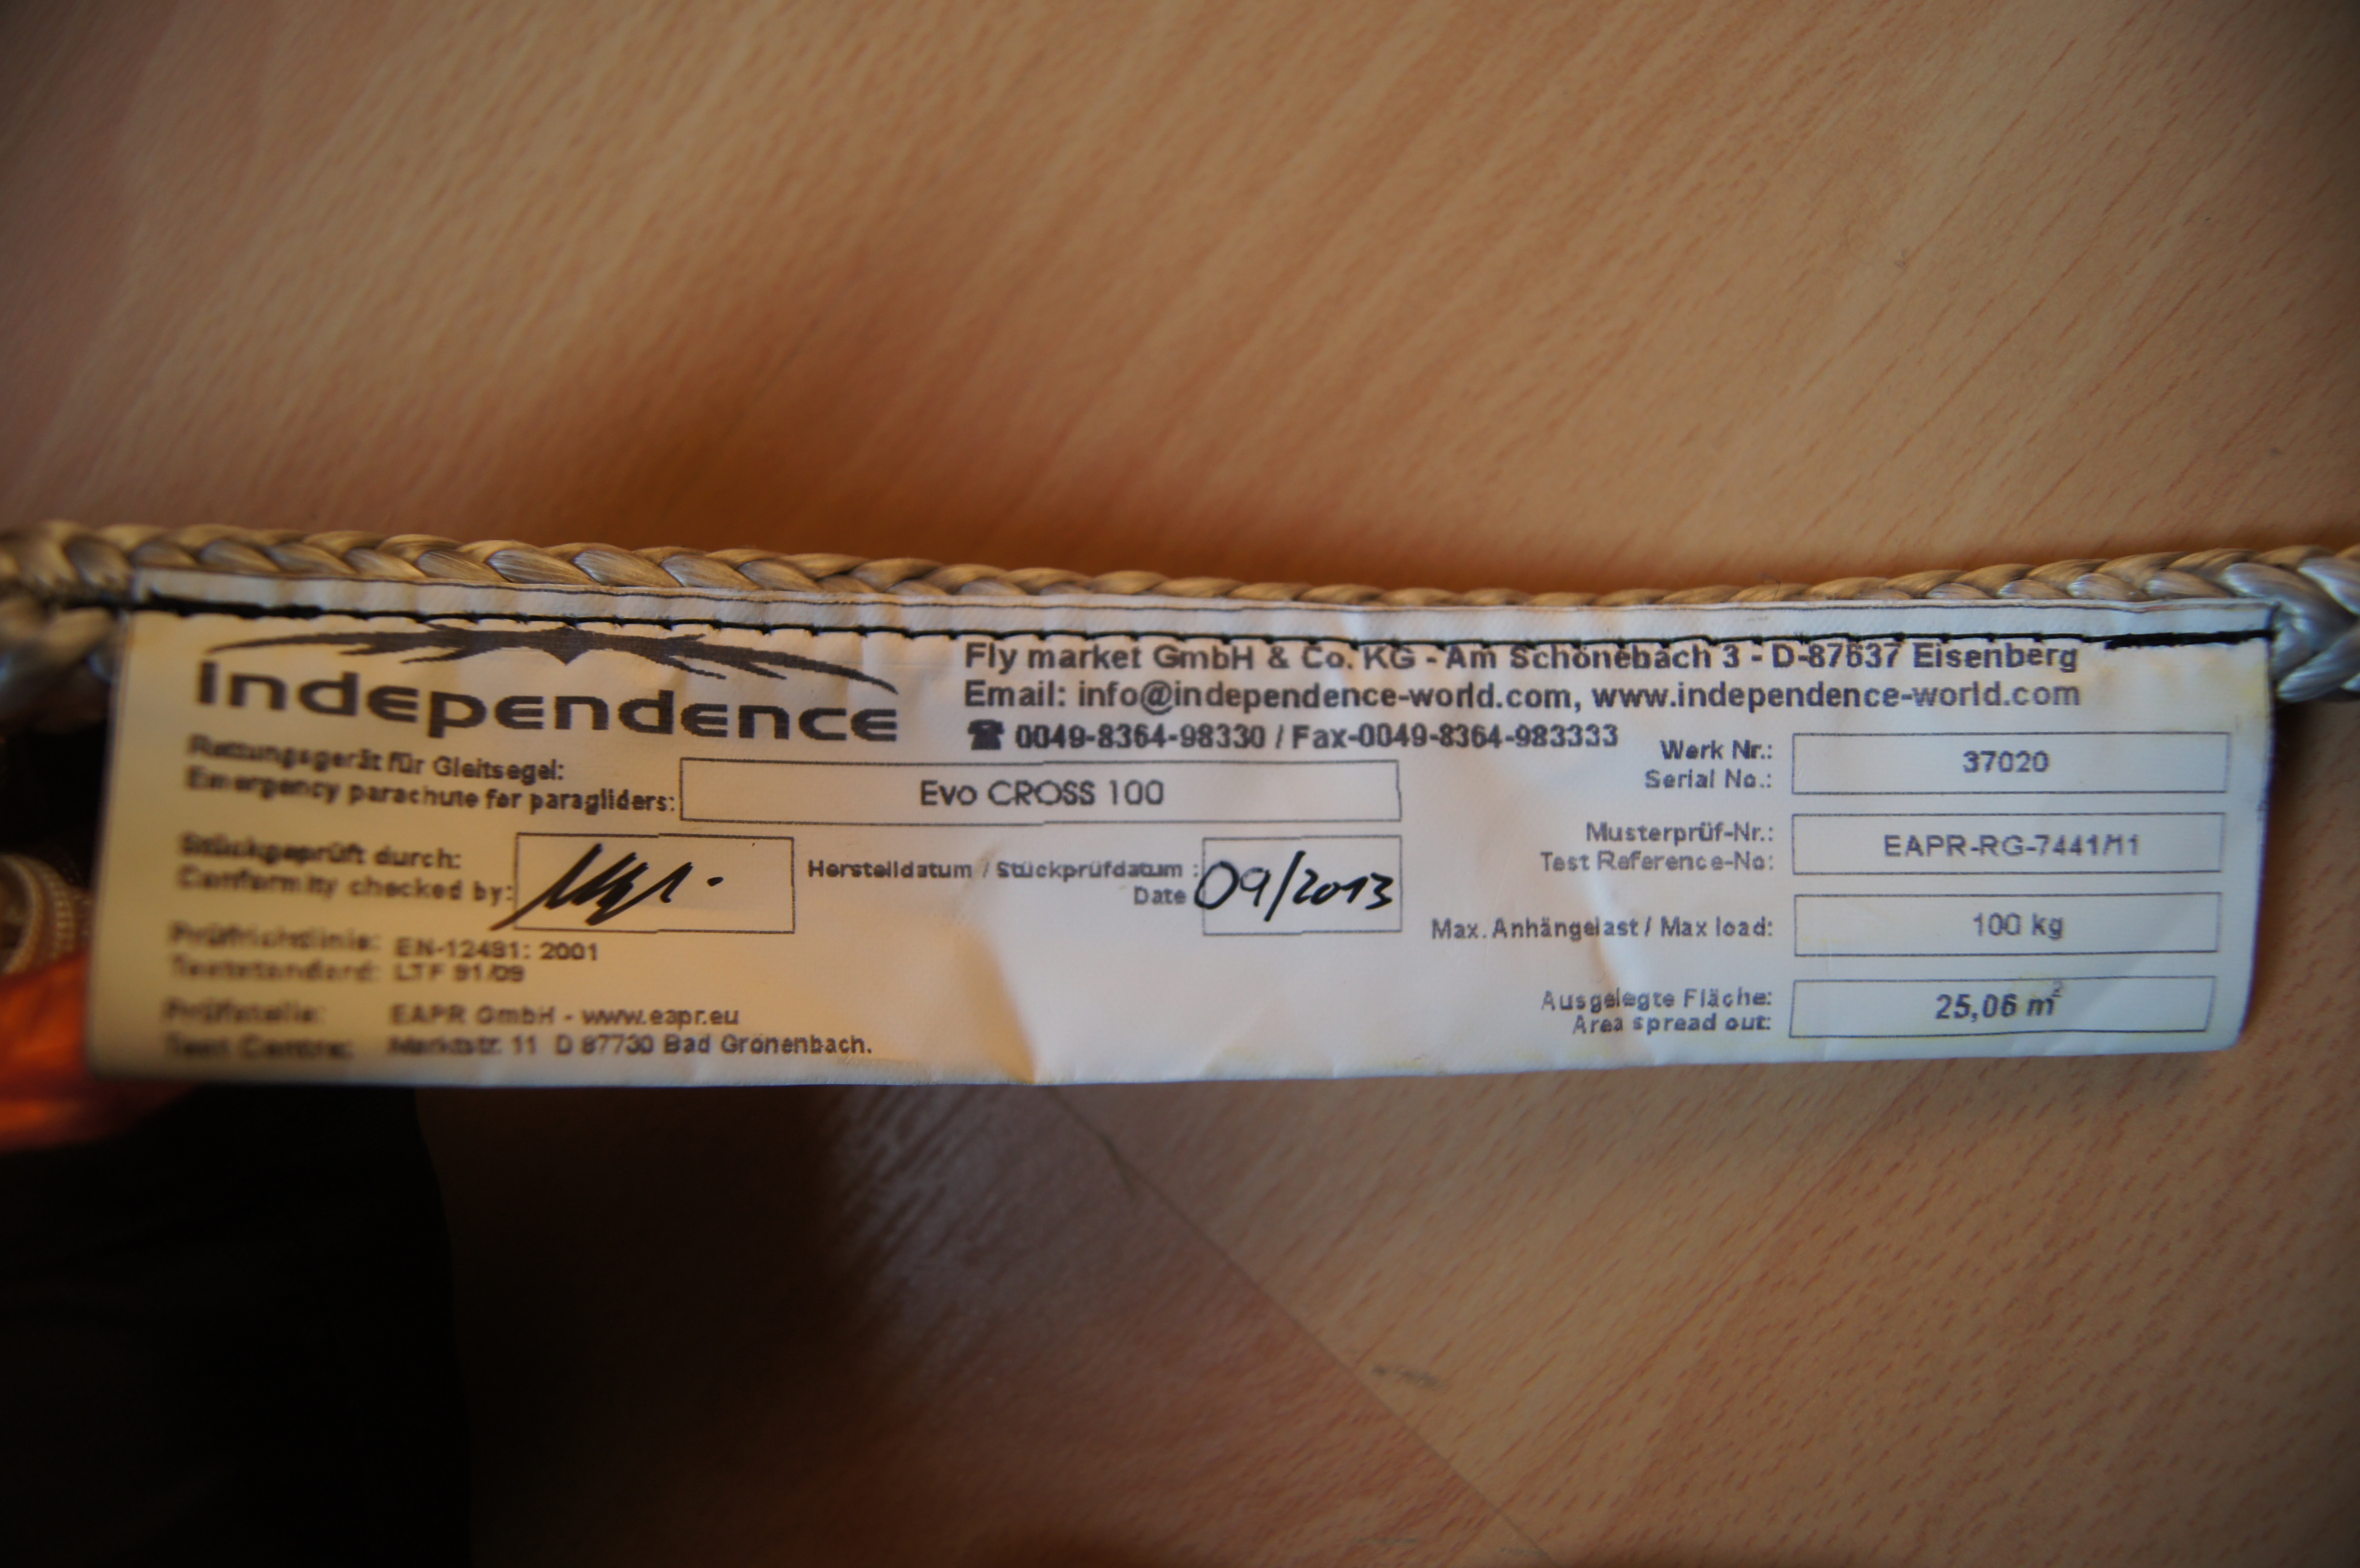 Independence
Fly market GmbH & Co. KG - Am Schönebach 3 - D-87637 Eisenberg
Email: info@independence-world.com, www.independence-world.com
☎ 0049-8364-98330 / Fax-0049-8364-983333
Rettungsgerät für Gleitsegel:
Emergency parachute for paragliders:
Evo CROSS 100
Werk Nr.:
Serial No.:
37020
Stückgeprüft durch:
Conformity checked by:
Herstelldatum / Stückprüfdatum :
Date
09/2013
Musterprüf-Nr.:
Test Reference-No:
EAPR-RG-7441/11
Max. Anhängelast / Max load:
100 kg
Prüfrichtlinie: EN-12491: 2001
Teststandard: LTF 91/09
Prüfstelle: EAPR GmbH - www.eapr.eu
Test Centre: Marktstr. 11 D 87730 Bad Grönenbach.
Ausgelegte Fläche:
Area spread out:
25,06 m²